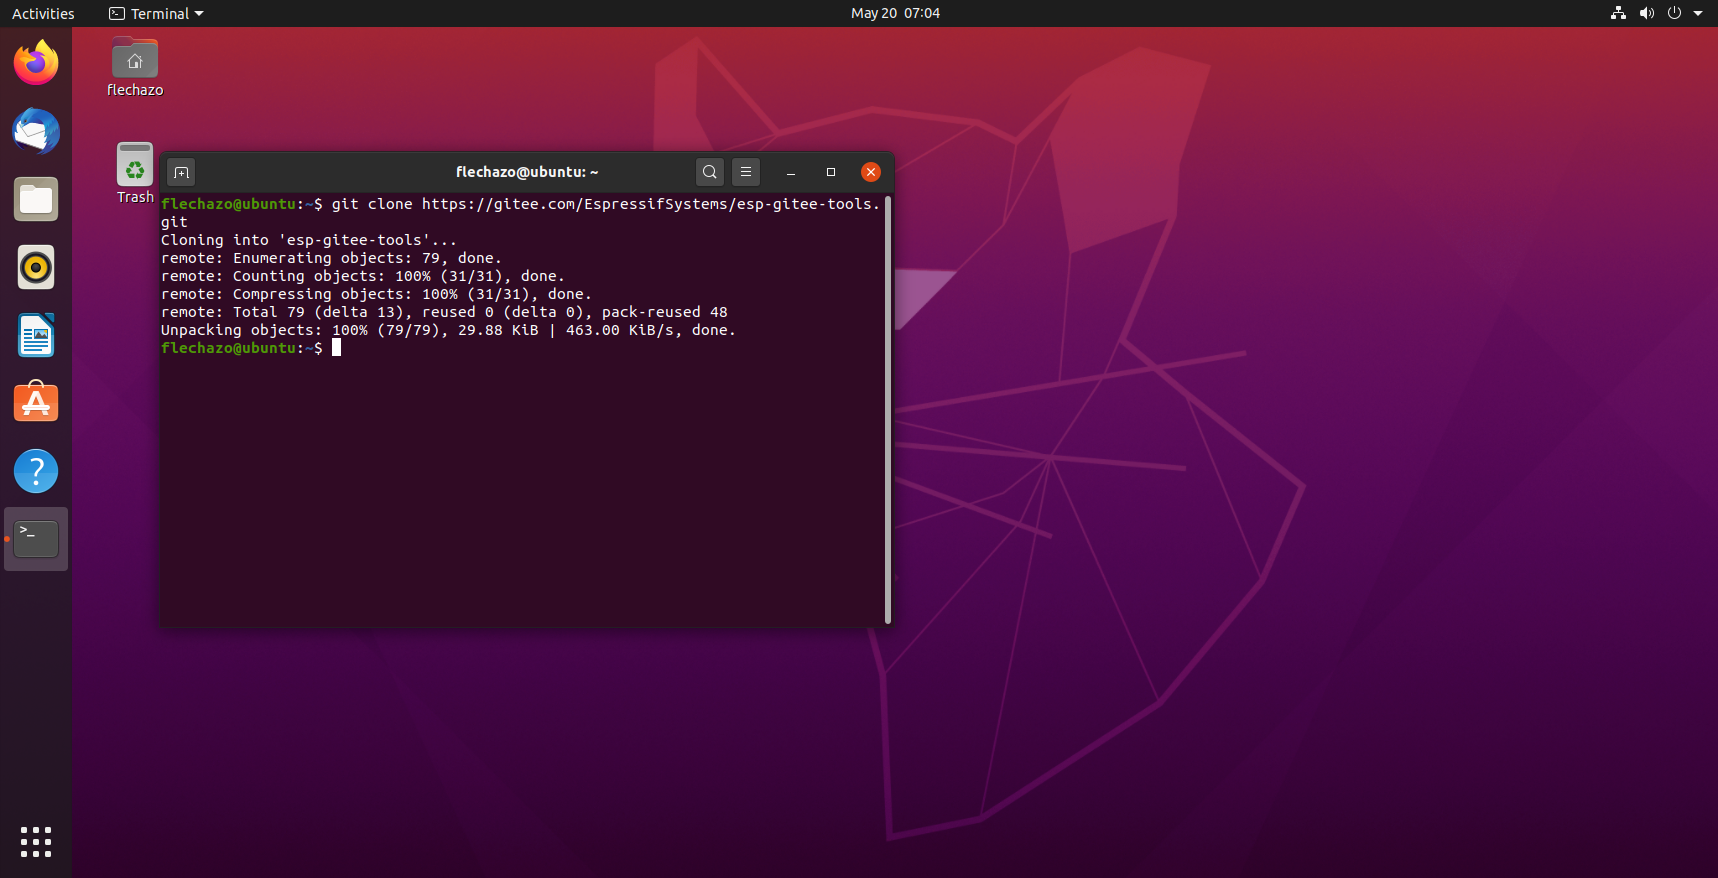 Activities
Terminal
May 20 07:04
flechazo
Trash
flechazo@ubuntu: ~
flechazo@ubuntu:~$ git clone https://gitee.com/EspressifSystems/esp-gitee-tools.
git
Cloning into 'esp-gitee-tools'...
remote: Enumerating objects: 79, done.
remote: Counting objects: 100% (31/31), done.
remote: Compressing objects: 100% (31/31), done.
remote: Total 79 (delta 13), reused 0 (delta 0), pack-reused 48
Unpacking objects: 100% (79/79), 29.88 KiB | 463.00 KiB/s, done.
flechazo@ubuntu:~$